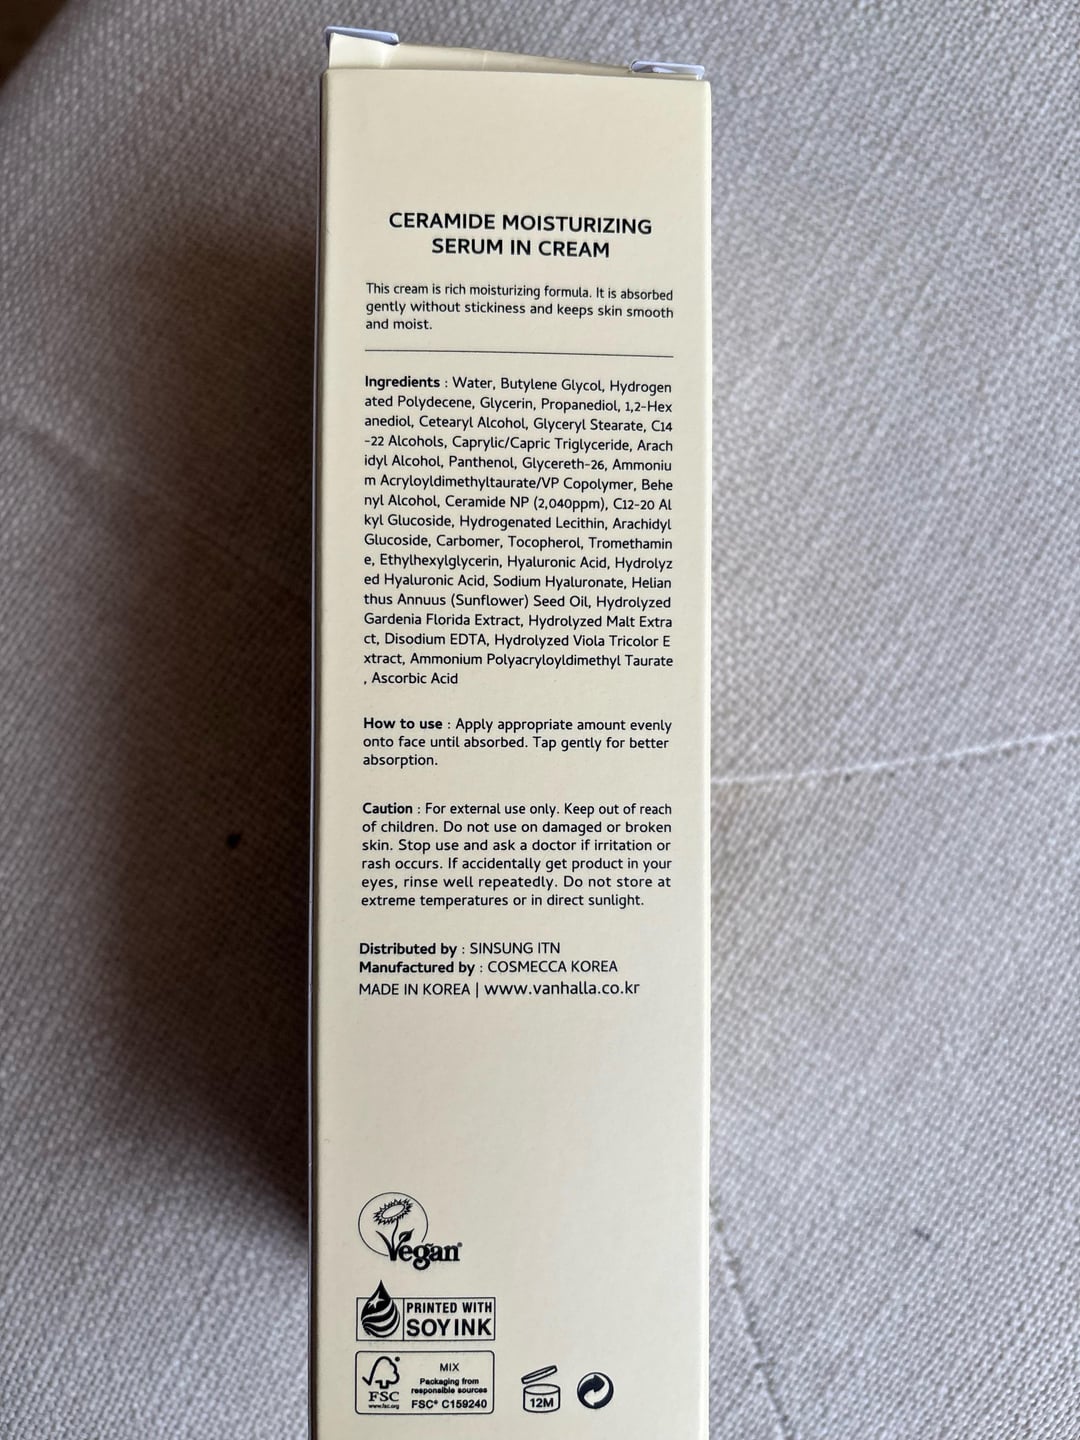 CERAMIDE MOISTURIZING
SERUM IN CREAM
This cream is rich moisturizing formula. It is absorbed
gently without stickiness and keeps skin smooth
and moist.
Ingredients : Water, Butylene Glycol, Hydrogen
ated Polydecene, Glycerin, Propanediol, 1,2-Hex
anediol, Cetearyl Alcohol, Glyceryl Stearate, C14
-22 Alcohols, Caprylic/Capric Triglyceride, Arach
idyl Alcohol, Panthenol, Glycereth-26, Ammoniu
m Acryloyldimethyltaurate/VP Copolymer, Behe
nyl Alcohol, Ceramide NP (2,040ppm), C12-20 Al
kyl Glucoside, Hydrogenated Lecithin, Arachidyl
Glucoside, Carbomer, Tocopherol, Tromethamin
e, Ethylhexylglycerin, Hyaluronic Acid, Hydrolyz
ed Hyaluronic Acid, Sodium Hyaluronate, Helian
thus Annuus (Sunflower) Seed Oil, Hydrolyzed
Gardenia Florida Extract, Hydrolyzed Malt Extra
ct, Disodium EDTA, Hydrolyzed Viola Tricolor E
xtract, Ammonium Polyacryloyldimethyl Taurate
, Ascorbic Acid
How to use : Apply appropriate amount evenly
onto face until absorbed. Tap gently for better
absorption.
Caution : For external use only. Keep out of reach
of children. Do not use on damaged or broken
skin. Stop use and ask a doctor if irritation or
rash occurs. If accidentally get product in your
eyes, rinse well repeatedly. Do not store at
extreme temperatures or in direct sunlight.
Distributed by : SINSUNG ITN
Manufactured by : COSMECCA KOREA
MADE IN KOREA | www.vanhalla.co.kr
Vegan®
PRINTED WITH
SOY INK
FSC
www.fsc.org
MIX
Packaging from
responsible sources
FSC® C159240
12M